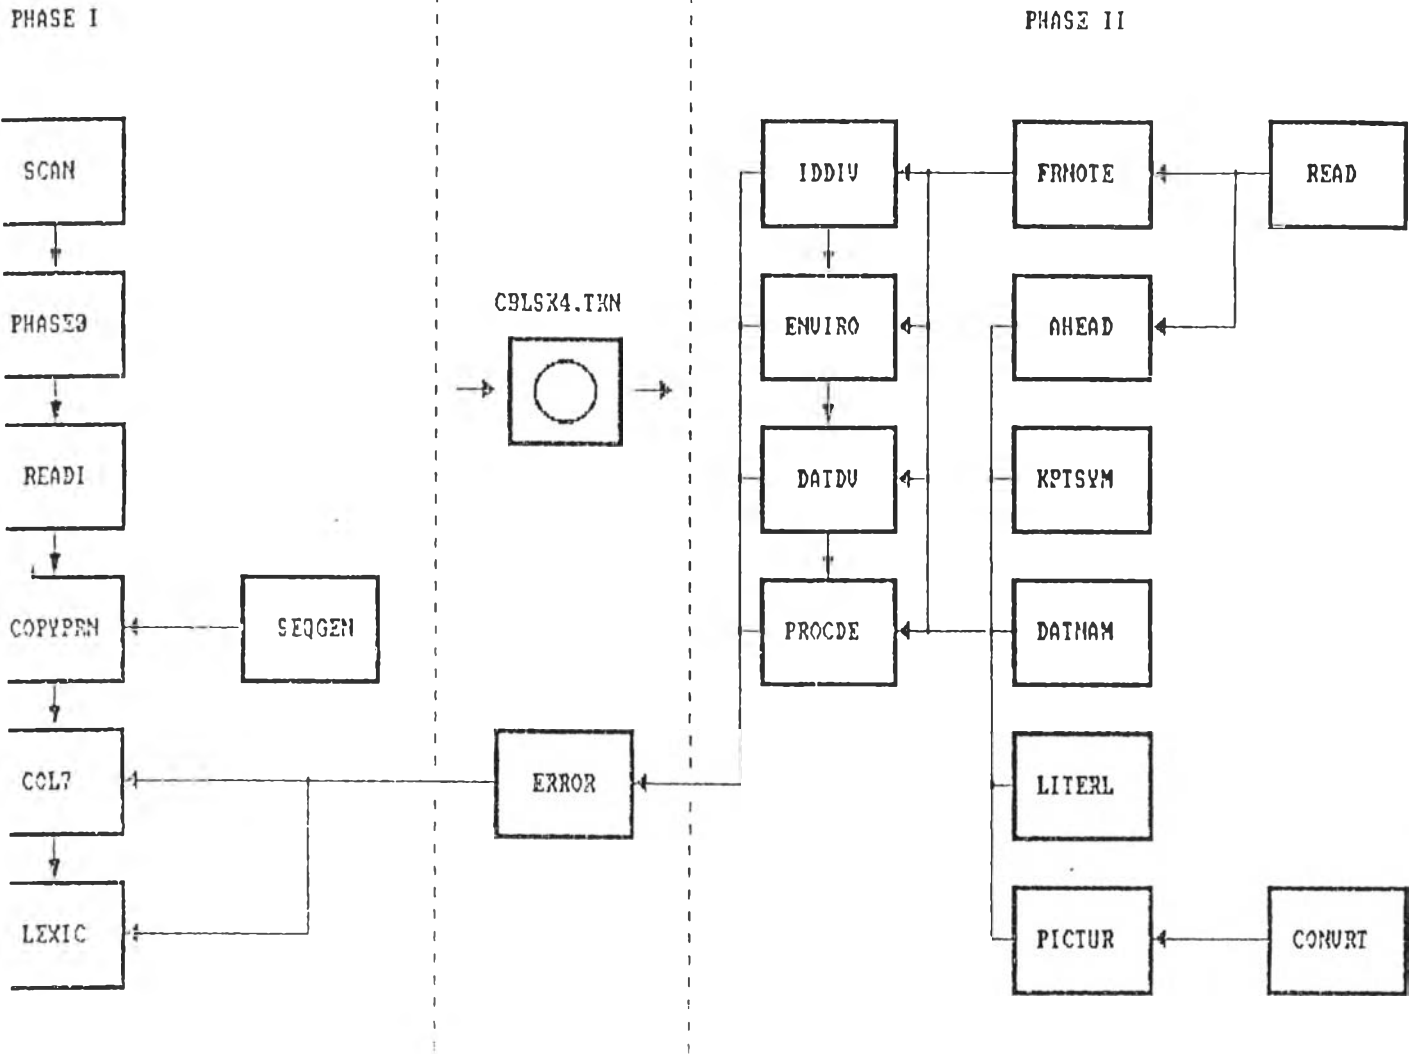 PHASE I
PHASE II
SCAN
IDDIV
FRNOTE
READ
PHASE0
CBLSX4.TKN
ENVIRO
AHEAD
READI
DATDV
KPTSYM
COPYPRN
SEQGEN
PROCDE
DATNAM
COL7
ERROR
LITERL
LEXIC
PICTUR
CONVRT